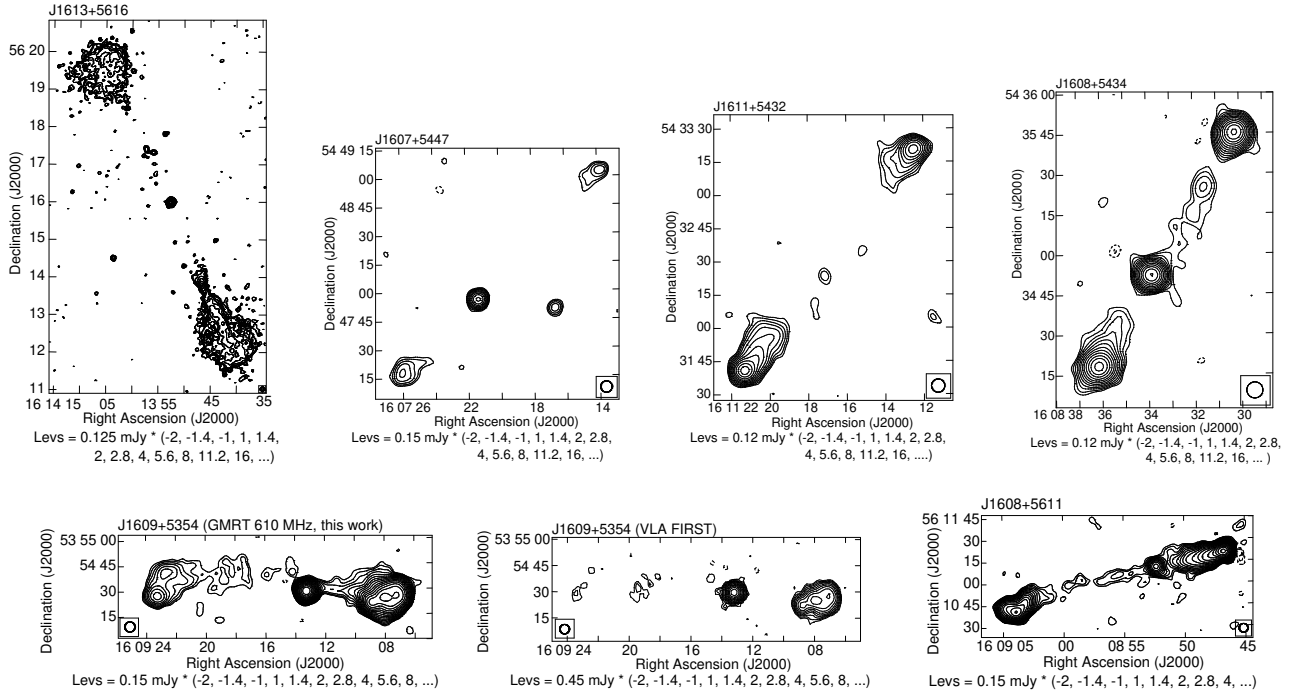 J1613+5616
56 20
19
18
17
16
15
14
13
12
11
16 14 15
05
13 55
45
35
Declination (J2000)
Right Ascension (J2000)
Levs = 0.125 mJy * (-2, -1.4, -1, 1, 1.4,
2, 2.8, 4, 5.6, 8, 11.2, 16, ...)
J1607+5447
54 49 15
00
48 45
30
15
00
47 45
30
15
16 07 26
22
18
14
Declination (J2000)
Right Ascension (J2000)
Levs = 0.15 mJy * (-2, -1.4, -1, 1, 1.4, 2, 2.8,
4, 5.6, 8, 11.2, 16, ...)
J1611+5432
54 33 30
15
00
32 45
30
15
00
31 45
30
16 11 22
20
18
16
14
12
Declination (J2000)
Right Ascension (J2000)
Levs = 0.12 mJy * (-2, -1.4, -1, 1, 1.4, 2, 2.8,
4, 5.6, 8, 11.2, 16, ....)
J1608+5434
54 36 00
35 45
30
15
00
34 45
30
15
16 08 38
36
34
32
30
Declination (J2000)
Right Ascension (J2000)
Levs = 0.12 mJy * (-2, -1.4, -1, 1, 1.4, 2, 2.8,
4, 5.6, 8, 11.2, 16, ... )
J1609+5354 (GMRT 610 MHz, this work)
53 55 00
54 45
30
15
16 09 24
20
16
12
08
Declination (J2000)
Right Ascension (J2000)
Levs = 0.15 mJy * (-2, -1.4, -1, 1, 1.4, 2, 2.8, 4, 5.6, 8, ...)
J1609+5354 (VLA FIRST)
53 55 00
54 45
30
15
16 09 24
20
16
12
08
Declination (J2000)
Right Ascension (J2000)
Levs = 0.45 mJy * (-2, -1.4, -1, 1, 1.4, 2, 2.8, 4, 5.6, 8, ...)
J1608+5611
56 11 45
30
15
00
10 45
30
16 09 05
00
08 55
50
45
Declination (J2000)
Right Ascension (J2000)
Levs = 0.15 mJy * (-2, -1.4, -1, 1, 1.4, 2, 2.8, 4, ...)